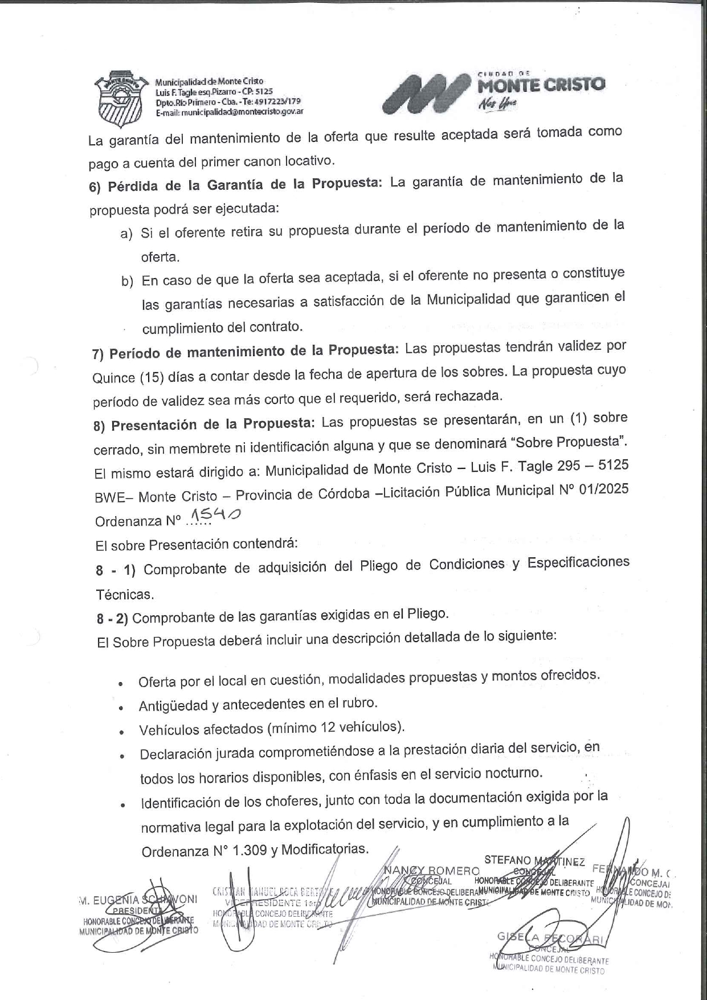 Municipalidad de Monte Cristo
Luis F. Tagle esq.Pizarro - CP: 5125
Dpto.Río Primero - Cba. - Te: 4917223/179
E-mail: municipalidad@montecristo.gov.ar
CIUDAD DE
MONTE CRISTO
Nos Une
La garantía del mantenimiento de la oferta que resulte aceptada será tomada como
pago a cuenta del primer canon locativo.
6) Pérdida de la Garantía de la Propuesta: La garantía de mantenimiento de la
propuesta podrá ser ejecutada:
a) Si el oferente retira su propuesta durante el período de mantenimiento de la
oferta.
b) En caso de que la oferta sea aceptada, si el oferente no presenta o constituye
las garantías necesarias a satisfacción de la Municipalidad que garanticen el
cumplimiento del contrato.
7) Período de mantenimiento de la Propuesta: Las propuestas tendrán validez por
Quince (15) días a contar desde la fecha de apertura de los sobres. La propuesta cuyo
período de validez sea más corto que el requerido, será rechazada.
8) Presentación de la Propuesta: Las propuestas se presentarán, en un (1) sobre
cerrado, sin membrete ni identificación alguna y que se denominará “Sobre Propuesta”.
El mismo estará dirigido a: Municipalidad de Monte Cristo – Luis F. Tagle 295 – 5125
BWE– Monte Cristo – Provincia de Córdoba –Licitación Pública Municipal Nº 01/2025
Ordenanza Nº ...1540
El sobre Presentación contendrá:
8 - 1) Comprobante de adquisición del Pliego de Condiciones y Especificaciones
Técnicas.
8 - 2) Comprobante de las garantías exigidas en el Pliego.
El Sobre Propuesta deberá incluir una descripción detallada de lo siguiente:
• Oferta por el local en cuestión, modalidades propuestas y montos ofrecidos.
• Antigüedad y antecedentes en el rubro.
• Vehículos afectados (mínimo 12 vehículos).
• Declaración jurada comprometiéndose a la prestación diaria del servicio, en
todos los horarios disponibles, con énfasis en el servicio nocturno.
• Identificación de los choferes, junto con toda la documentación exigida por la
normativa legal para la explotación del servicio, y en cumplimiento a la
Ordenanza N° 1.309 y Modificatorias.
M. EUGENIA
PRESIDENTA
HONORABLE CONCEJO DELIBERANTE
MUNICIPALIDAD DE MONTE CRISTO
CRISTIAN MANUEL ROCA
VICEPRESIDENTE 1ero
HONORABLE CONCEJO DELIBERANTE
MUNICIPALIDAD DE MONTE CRISTO
NANCY ROMERO
CONCEJAL
HONORABLE CONCEJO DELIBERANTE
MUNICIPALIDAD DE MONTE CRISTO
STEFANO MARTINEZ
CONCEJAL
HONORABLE CONCEJO DELIBERANTE
MUNICIPALIDAD DE MONTE CRISTO
FERNANDO M. C
CONCEJAL
HONORABLE CONCEJO DE
MUNICIPALIDAD DE MON
GISELA PECORARI
CONCEJAL
HONORABLE CONCEJO DELIBERANTE
MUNICIPALIDAD DE MONTE CRISTO